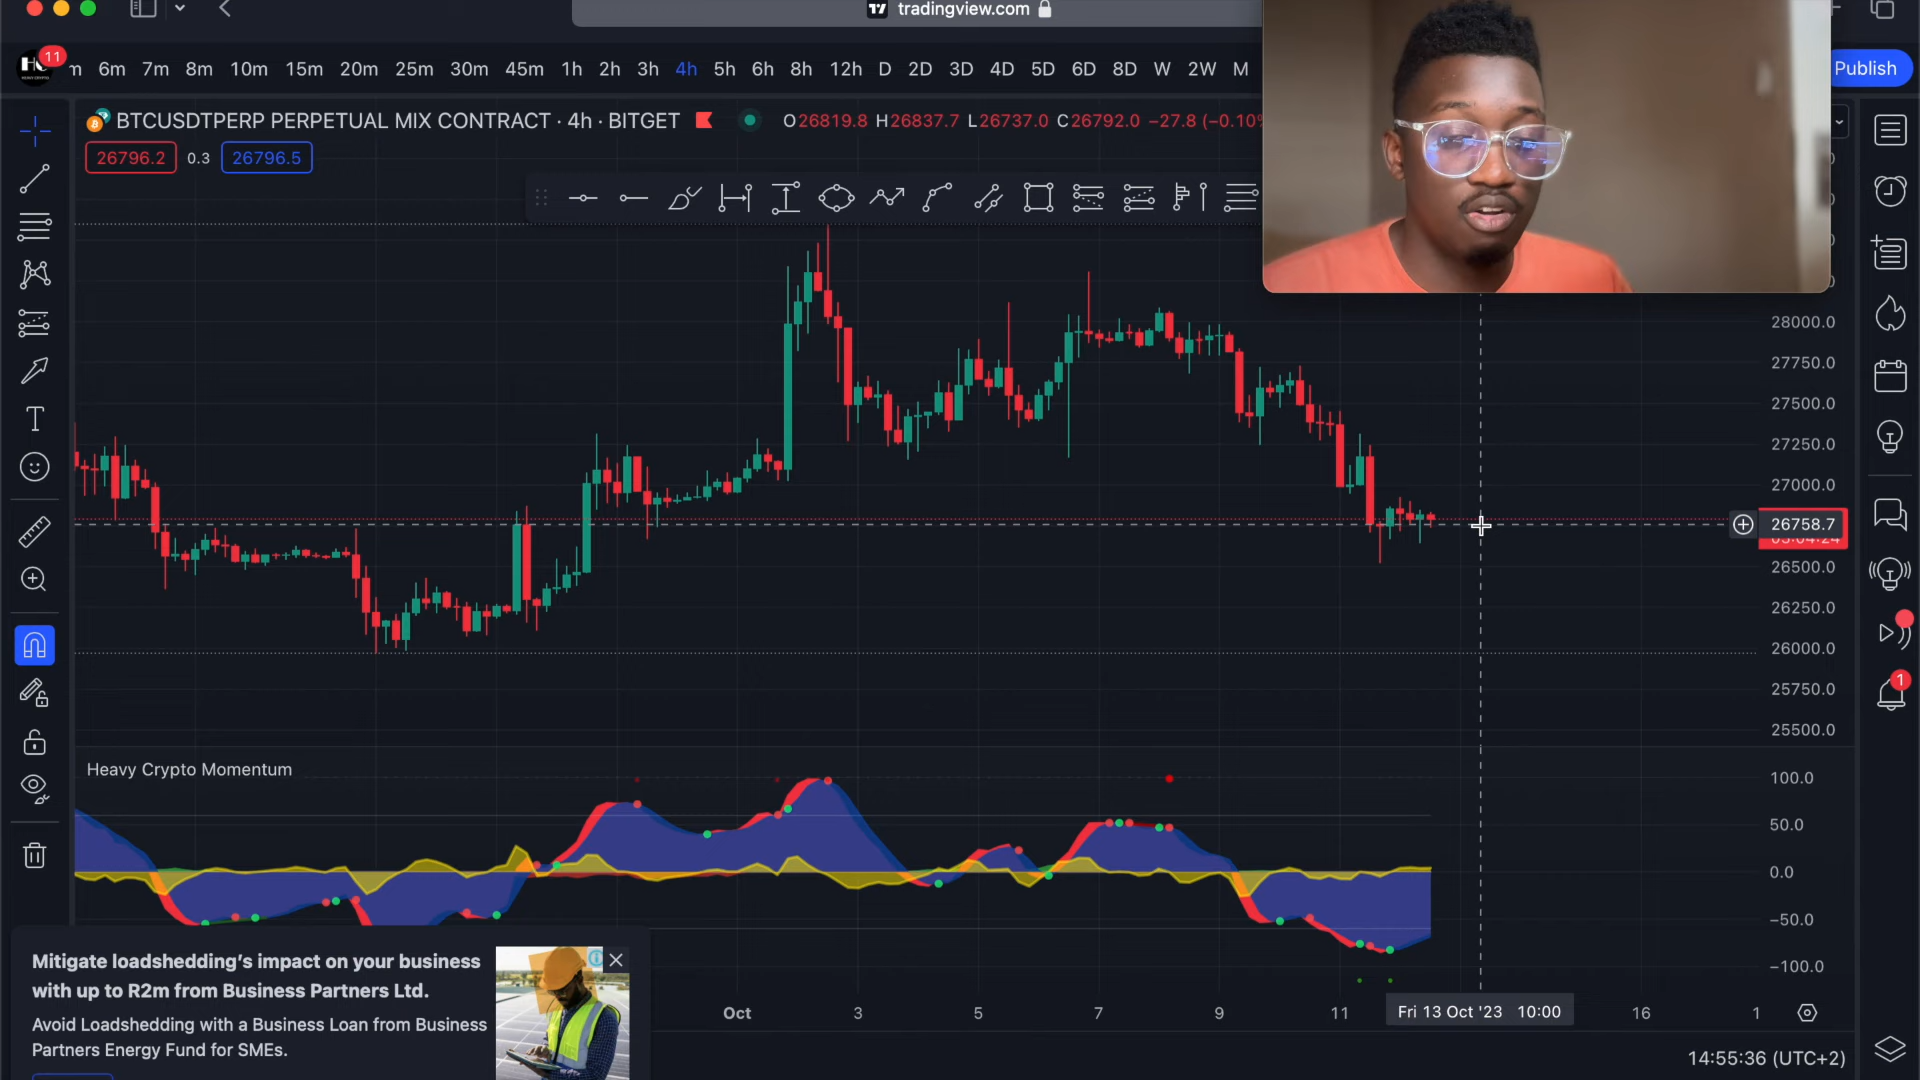 tradingview.com
11
m 6m 7m 8m 10m 15m 20m 25m 30m 45m 1h 2h 3h 4h 5h 6h 8h 12h D 2D 3D 4D 5D 6D 8D W 2W M
Publish
BTCUSDTPERP PERPETUAL MIX CONTRACT · 4h · BITGET
O26819.8 H26837.7 L26737.0 C26792.0 −27.8 (−0.10%
26796.2 0.3 26796.5
28000.0
27750.0
27500.0
27250.0
27000.0
26758.7
03:04:24
26500.0
26250.0
26000.0
25750.0
25500.0
1
Heavy Crypto Momentum
100.0
50.0
0.0
−50.0
−100.0
Mitigate loadshedding's impact on your business
with up to R2m from Business Partners Ltd.
Avoid Loadshedding with a Business Loan from Business
Partners Energy Fund for SMEs.
Oct 3 5 7 9 11 Fri 13 Oct '23 10:00 16 1
14:55:36 (UTC+2)